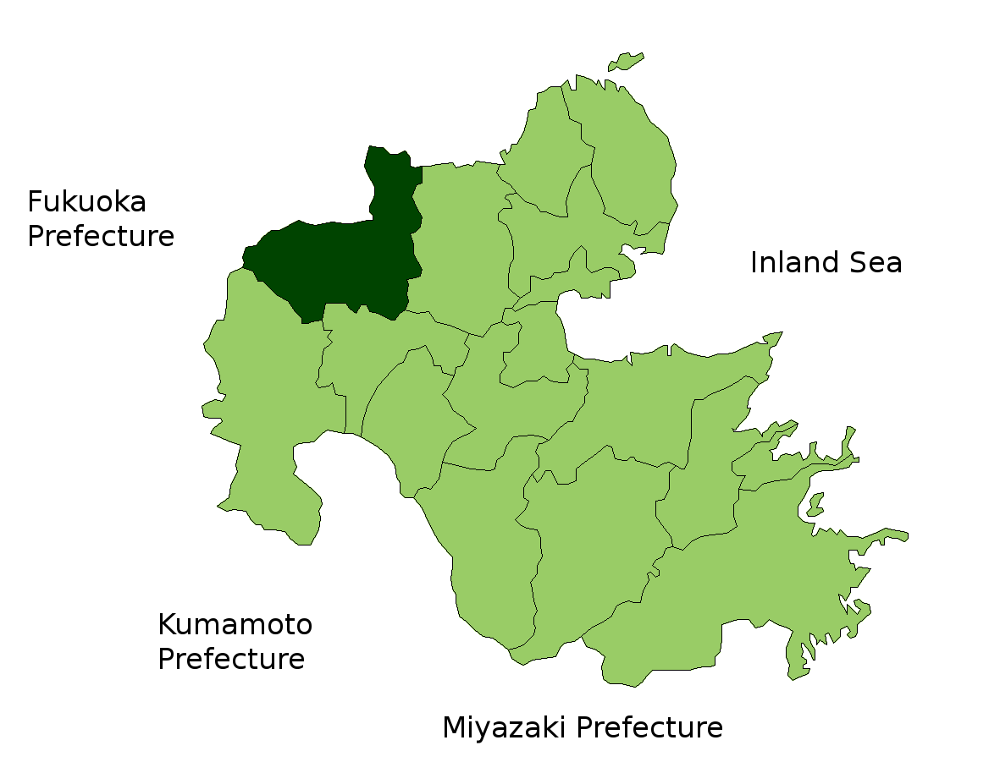 Fukuoka
Prefecture
Inland Sea
Kumamoto
Prefecture
Miyazaki Prefecture